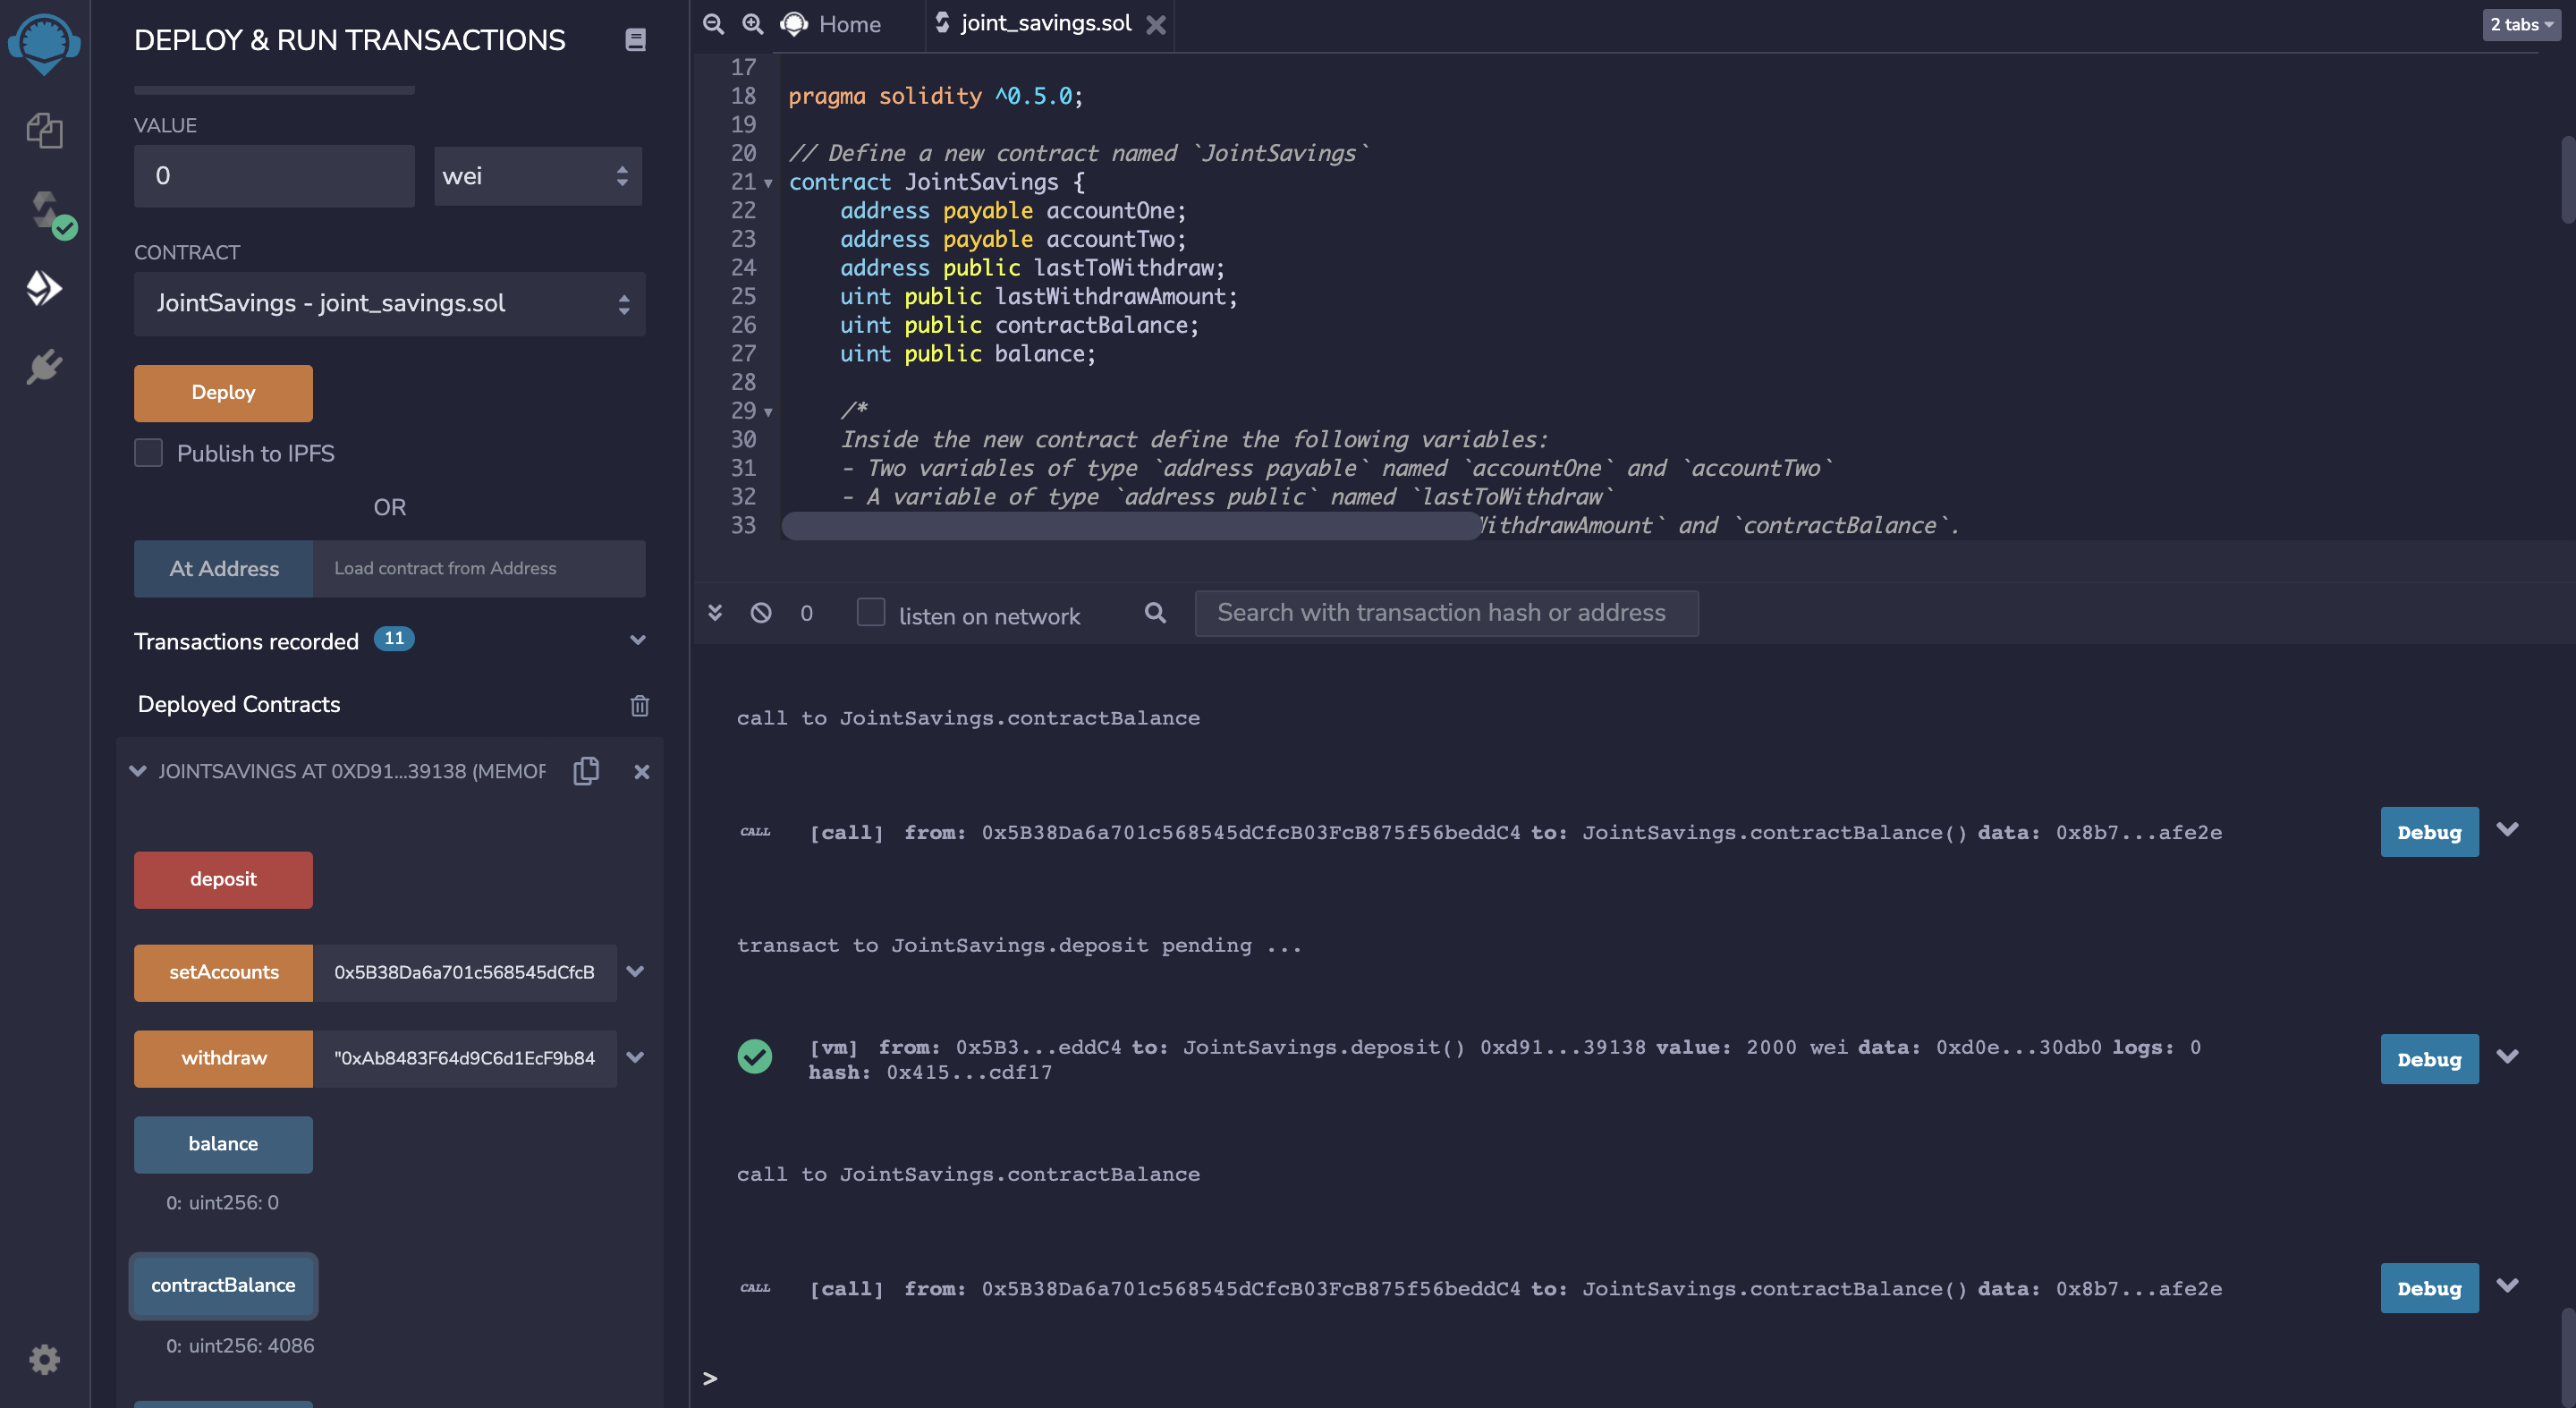 DEPLOY & RUN TRANSACTIONS
VALUE
0
wei
CONTRACT
JointSavings - joint_savings.sol
Deploy
Publish to IPFS
OR
At Address
Load contract from Address
Transactions recorded 11
Deployed Contracts
JOINTSAVINGS AT 0XD91...39138 (MEMOR
deposit
setAccounts
0x5B38Da6a701c568545dCfcB
withdraw
"0xAb8483F64d9C6d1EcF9b84
balance
0: uint256: 0
contractBalance
0: uint256: 4086
Home
joint_savings.sol
2 tabs
17
18 pragma solidity ^0.5.0;
19
20 // Define a new contract named `JointSavings`
21 contract JointSavings {
22 address payable accountOne;
23 address payable accountTwo;
24 address public lastToWithdraw;
25 uint public lastWithdrawAmount;
26 uint public contractBalance;
27 uint public balance;
28
29 /*
30 Inside the new contract define the following variables:
31 - Two variables of type `address payable` named `accountOne` and `accountTwo`
32 - A variable of type `address public` named `lastToWithdraw`
33 WithdrawAmount` and `contractBalance`.
0
listen on network
Search with transaction hash or address
call to JointSavings.contractBalance
CALL [call] from: 0x5B38Da6a701c568545dCfcB03FcB875f56beddC4 to: JointSavings.contractBalance() data: 0x8b7...afe2e
Debug
transact to JointSavings.deposit pending ...
[vm] from: 0x5B3...eddC4 to: JointSavings.deposit() 0xd91...39138 value: 2000 wei data: 0xd0e...30db0 logs: 0
hash: 0x415...cdf17
Debug
call to JointSavings.contractBalance
CALL [call] from: 0x5B38Da6a701c568545dCfcB03FcB875f56beddC4 to: JointSavings.contractBalance() data: 0x8b7...afe2e
Debug
>